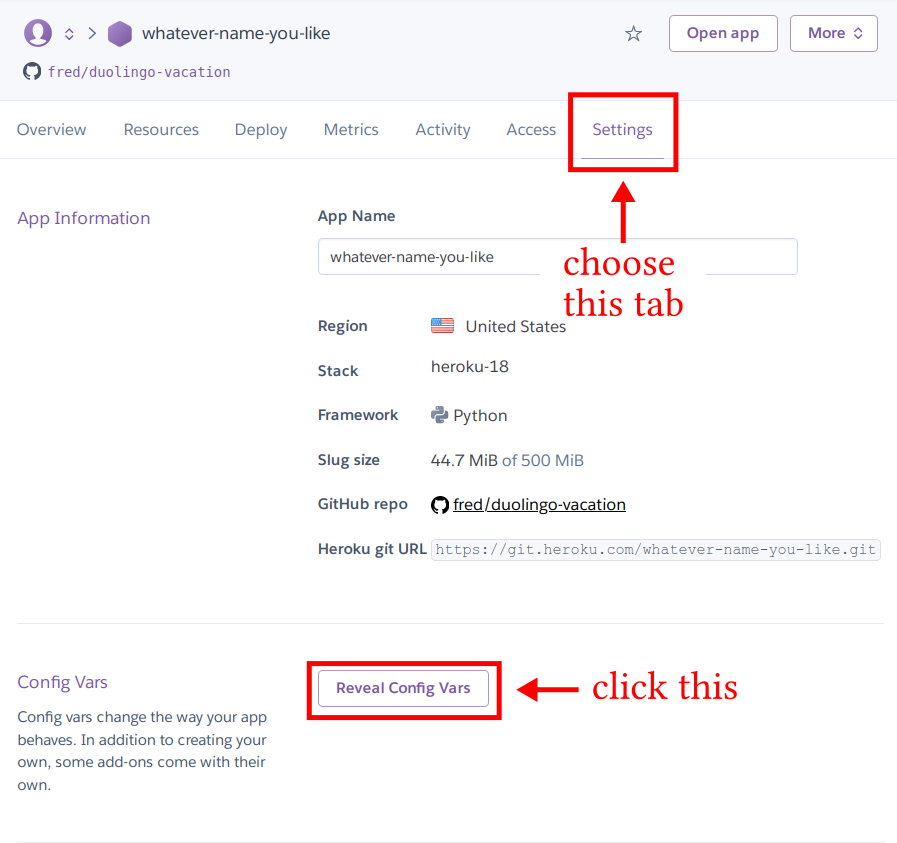 whatever-name-you-like
Open app
More
fred/duolingo-vacation
Overview Resources Deploy Metrics Activity Access Settings
App Information
App Name
whatever-name-you-like
choose
this tab
Region United States
Stack heroku-18
Framework Python
Slug size 44.7 MiB of 500 MiB
GitHub repo fred/duolingo-vacation
Heroku git URL https://git.heroku.com/whatever-name-you-like.git
Config Vars
Reveal Config Vars
click this
Config vars change the way your app
behaves. In addition to creating your
own, some add-ons come with their
own.